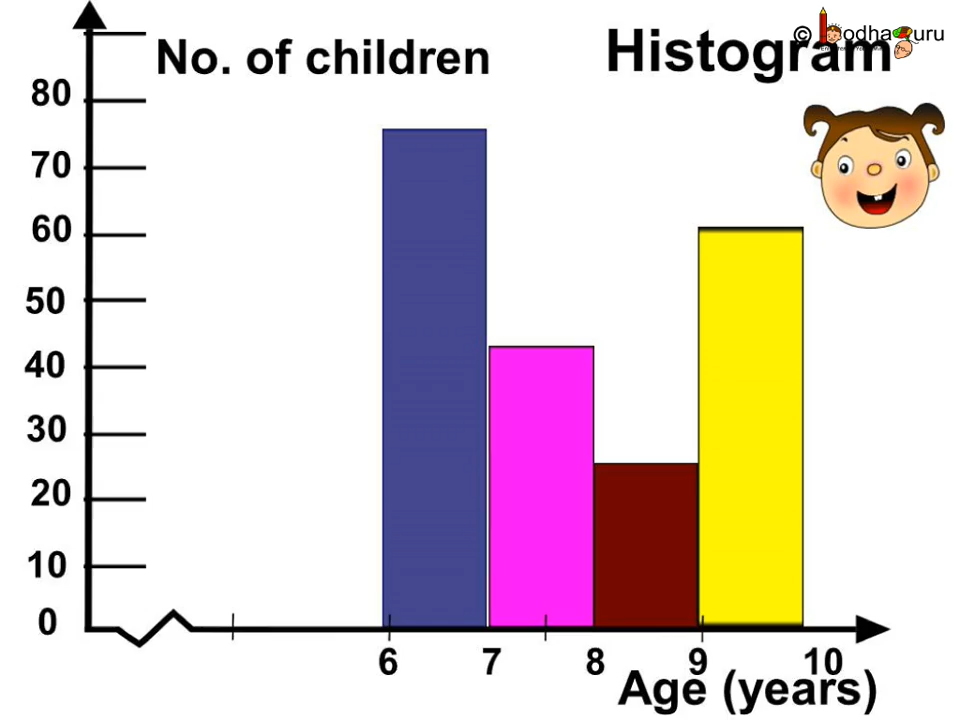 © BodhaGuru
No. of children
Histogram
80
70
60
50
40
30
20
10
0
6 7 8 9 10
Age (years)